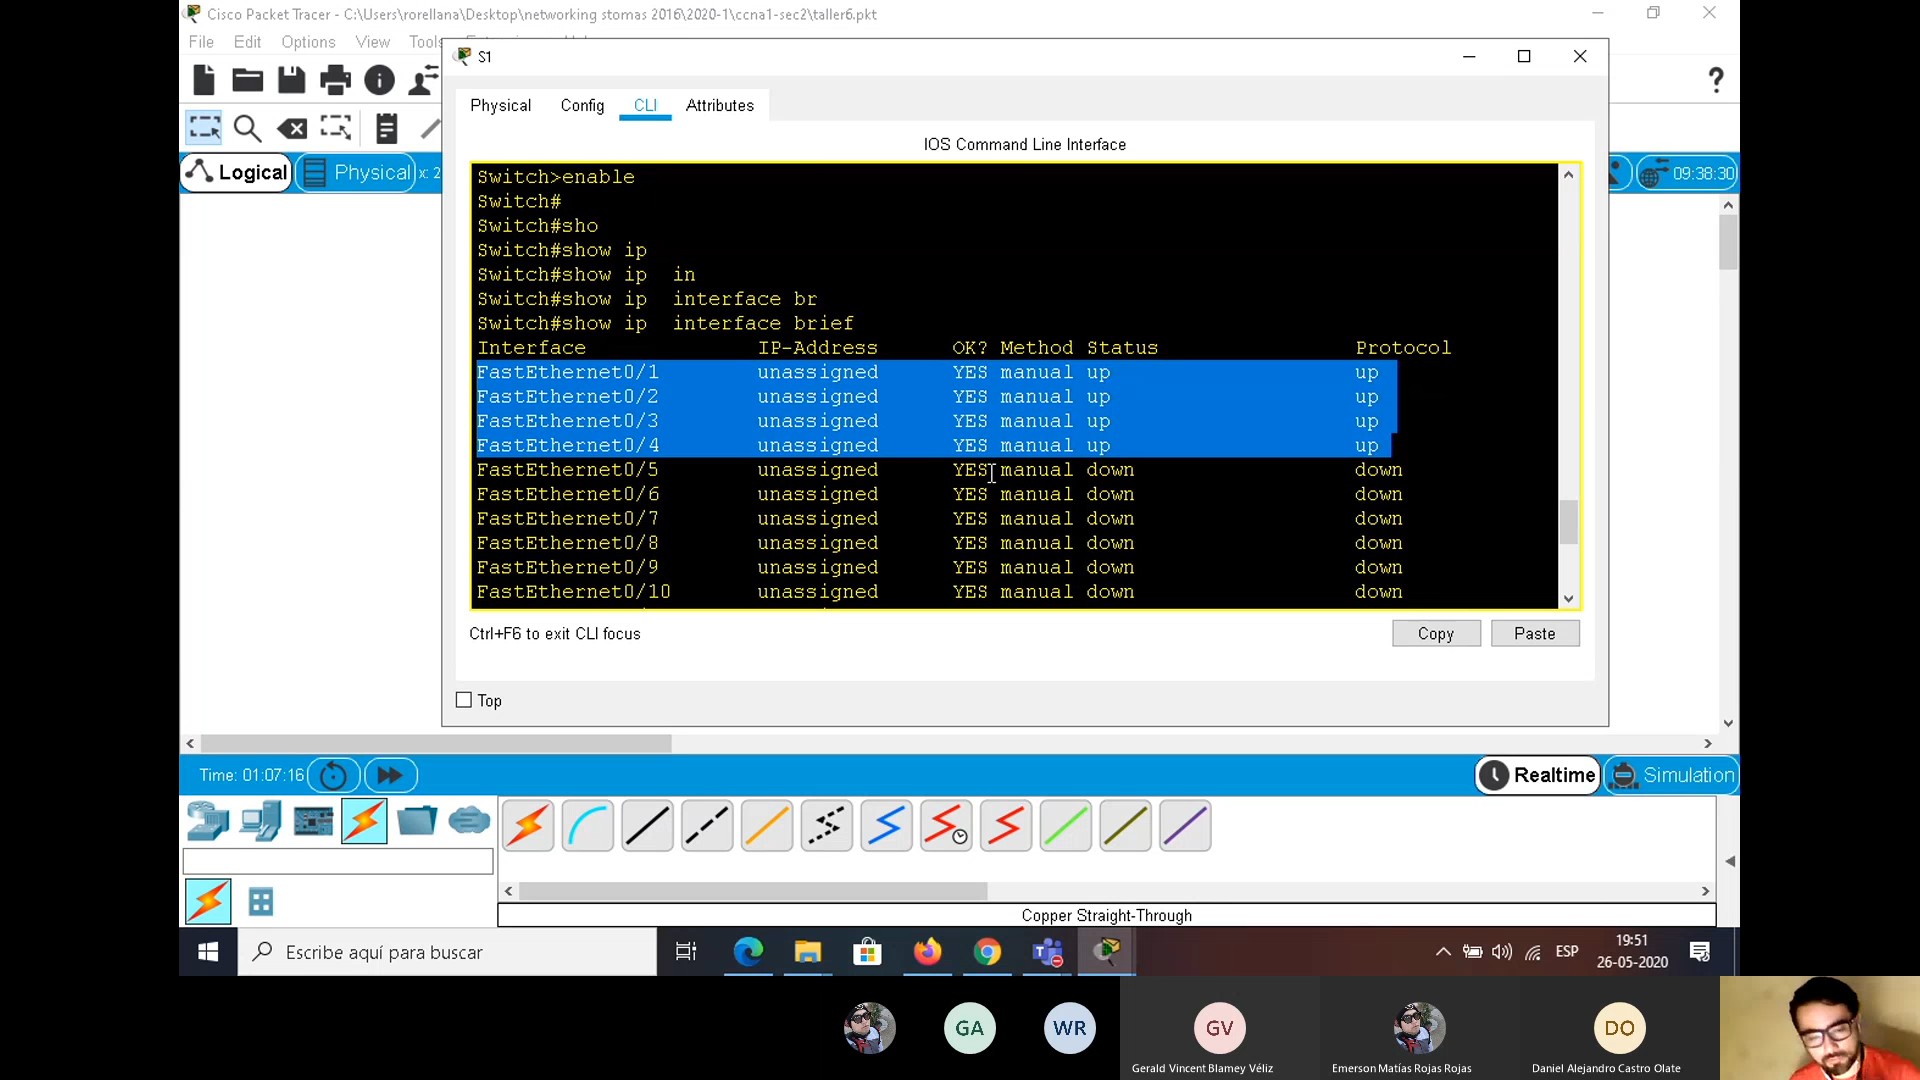 Cisco Packet Tracer - C:\Users\rorellana\Desktop\networking stomas 2016\2020-1\ccna1-sec2\taller6.pkt
File Edit Options View Tools
S1
Physical Config CLI Attributes
IOS Command Line Interface
Logical Physical x: 2
09:38:30
Switch>enable
Switch#
Switch#sho
Switch#show ip
Switch#show ip in
Switch#show ip interface br
Switch#show ip interface brief
Interface IP-Address OK? Method Status Protocol
FastEthernet0/1 unassigned YES manual up up
FastEthernet0/2 unassigned YES manual up up
FastEthernet0/3 unassigned YES manual up up
FastEthernet0/4 unassigned YES manual up up
FastEthernet0/5 unassigned YES manual down down
FastEthernet0/6 unassigned YES manual down down
FastEthernet0/7 unassigned YES manual down down
FastEthernet0/8 unassigned YES manual down down
FastEthernet0/9 unassigned YES manual down down
FastEthernet0/10 unassigned YES manual down down
Ctrl+F6 to exit CLI focus
Copy Paste
Top
Time: 01:07:16
Realtime Simulation
Copper Straight-Through
Escribe aquí para buscar
ESP
19:51
26-05-2020
GA WR GV DO
Gerald Vincent Blamey Véliz Emerson Matías Rojas Rojas Daniel Alejandro Castro Olate